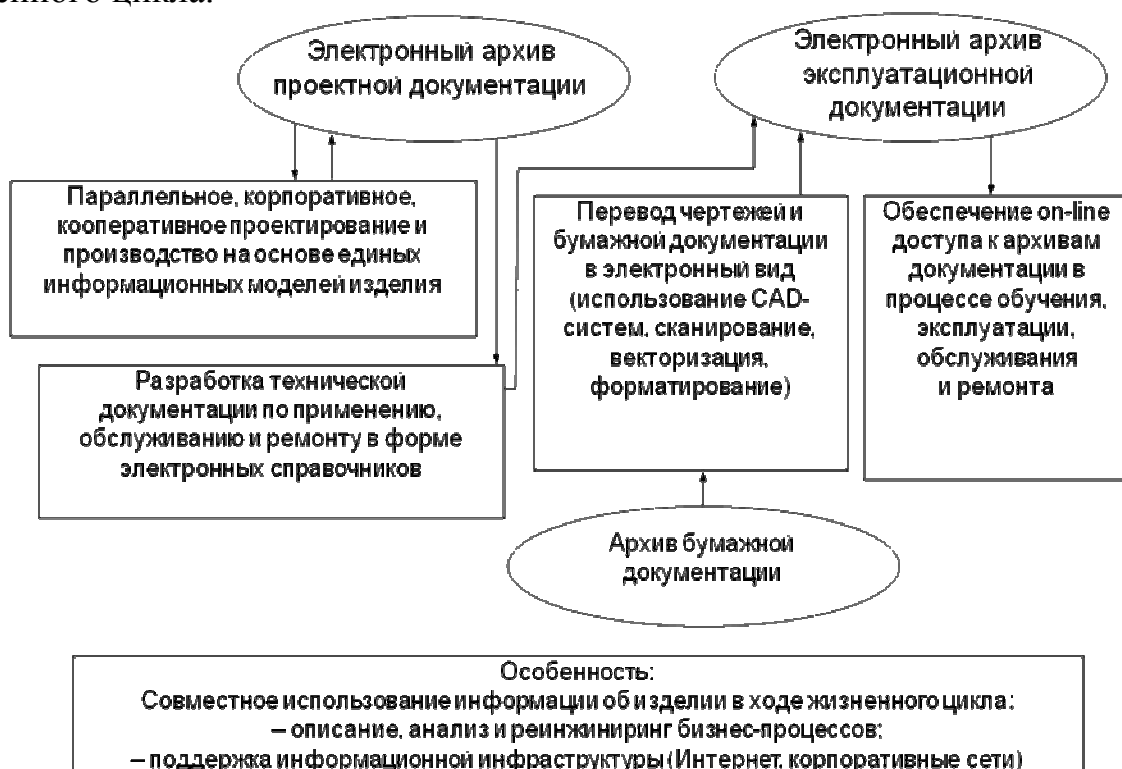 Электронный архив
проектной документации
Электронный архив
эксплуатационной
документации
Параллельное, корпоративное,
кооперативное проектирование и
производство на основе единых
информационных моделей изделия
Перевод чертежей и
бумажной документации
в электронный вид
(использование CAD-
систем, сканирование,
векторизация,
форматирование)
Обеспечение on-line
доступа к архивам
документации в
процессе обучения,
эксплуатации,
обслуживания
и ремонта
Разработка технической
документации по применению,
обслуживанию и ремонту в форме
электронных справочников
Архив бумажной
документации
Особенность:
Совместное использование информации об изделии в ходе жизненного цикла:
– описание, анализ и реинжиниринг бизнес-процессов;
– поддержка информационной инфраструктуры (Интернет, корпоративные сети)